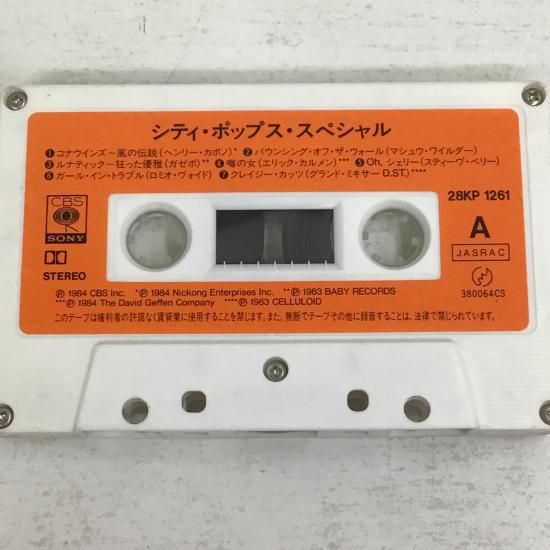 シティ・ポップス・スペシャル
❶コナウインズ〜風の伝説(ヘンリー・カポノ)* ❷バウンシング・オフ・ザ・ウォール(マシュウ・ワイルダー)
❸ルナティック〜狂った優雅(ガゼボ)** ❹噂の女(エリック・カルメン)*** ❺Oh, シェリー(スティーヴ・ペリー)
❻ガール・イン・トラブル(ロミオ・ヴォイド) ❼クレイジー・カッツ(グランド・ミキサー D.ST.)****
CBS
SONY
28KP 1261
A
JASRAC
STEREO
380064CS
Ⓟ 1984 CBS Inc. *Ⓟ 1984 Nickong Enterprises Inc. **Ⓟ 1983 BABY RECORDS
***Ⓟ 1984 The David Geffen Company ****Ⓟ 1983 CELLULOID
このテープは権利者の許諾なく賃貸業に使用することを禁じます。また、無断でテープその他に録音することは、法律で禁じられています。